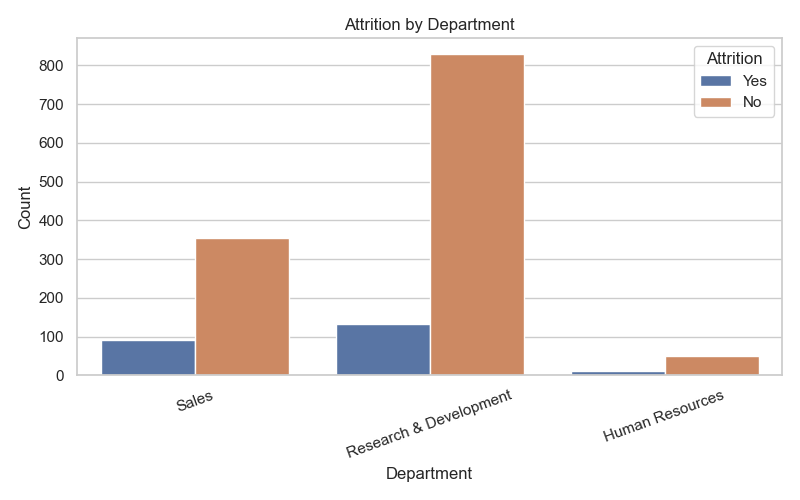 Attrition by Department
Attrition
Yes
No
Count
800
700
600
500
400
300
200
100
0
Sales
Research & Development
Human Resources
Department